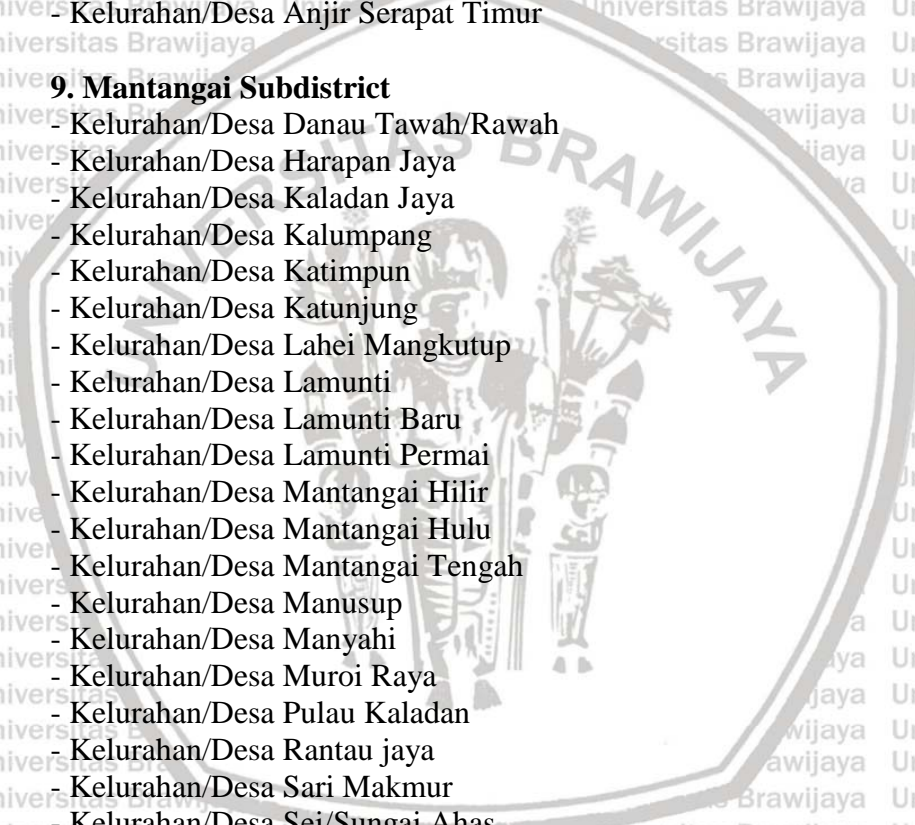 - Kelurahan/Desa Anjir Serapat Timur
9. Mantangai Subdistrict
- Kelurahan/Desa Danau Tawah/Rawah
- Kelurahan/Desa Harapan Jaya
- Kelurahan/Desa Kaladan Jaya
- Kelurahan/Desa Kalumpang
- Kelurahan/Desa Katimpun
- Kelurahan/Desa Katunjung
- Kelurahan/Desa Lahei Mangkutup
- Kelurahan/Desa Lamunti
- Kelurahan/Desa Lamunti Baru
- Kelurahan/Desa Lamunti Permai
- Kelurahan/Desa Mantangai Hilir
- Kelurahan/Desa Mantangai Hulu
- Kelurahan/Desa Mantangai Tengah
- Kelurahan/Desa Manusup
- Kelurahan/Desa Manyahi
- Kelurahan/Desa Muroi Raya
- Kelurahan/Desa Pulau Kaladan
- Kelurahan/Desa Rantau jaya
- Kelurahan/Desa Sari Makmur
- Kelurahan/Desa Sei/Sungai Ahas
UNIVERSITAS BRAWIJAYA